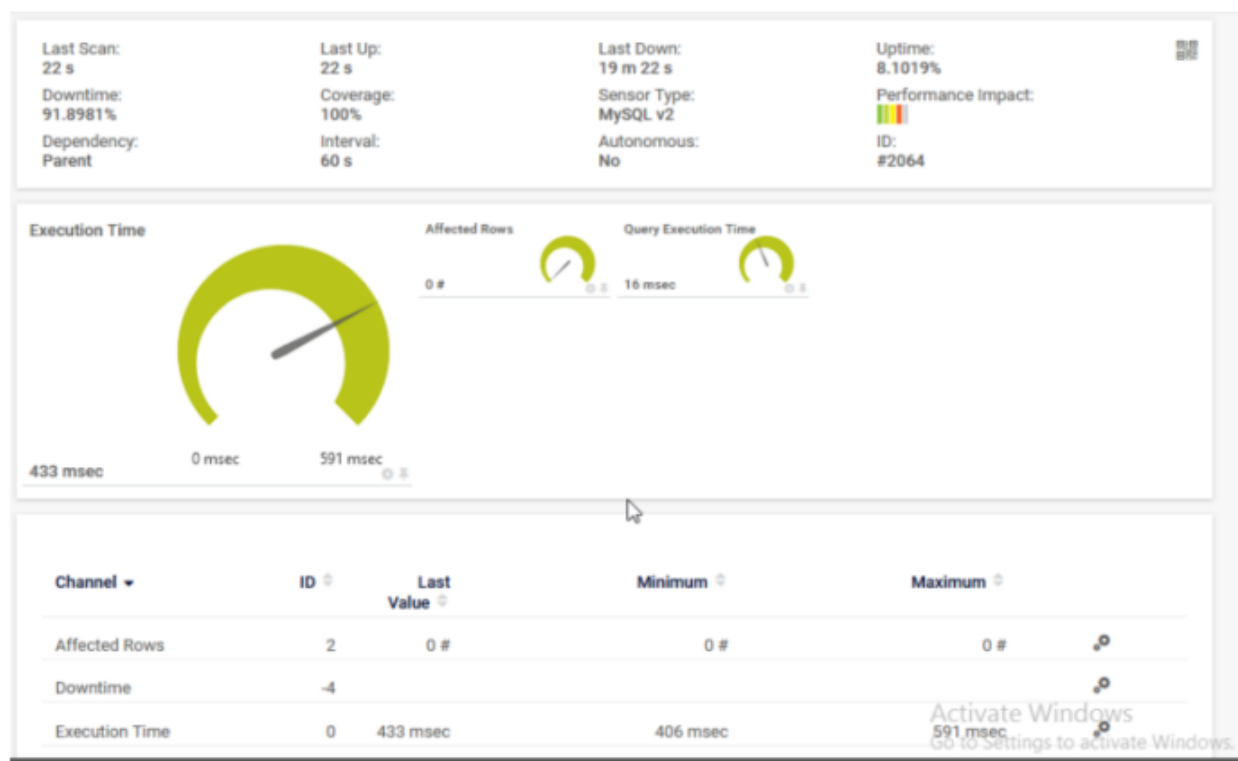 Last Scan: Last Up: Last Down: Uptime:
22 s 22 s 19 m 22 s 8.1019%
Downtime: Coverage: Sensor Type: Performance Impact:
91.8981% 100% MySQL v2
Dependency: Interval: Autonomous: ID:
Parent 60 s No #2064
Execution Time Affected Rows Query Execution Time
0 # 16 msec
0 msec 591 msec
433 msec
Channel ID Last Minimum Maximum
Value
Affected Rows 2 0 # 0 # 0 #
Downtime -4
Activate Windows
Execution Time 0 433 msec 406 msec 591 msec
Go to Settings to activate Windows.